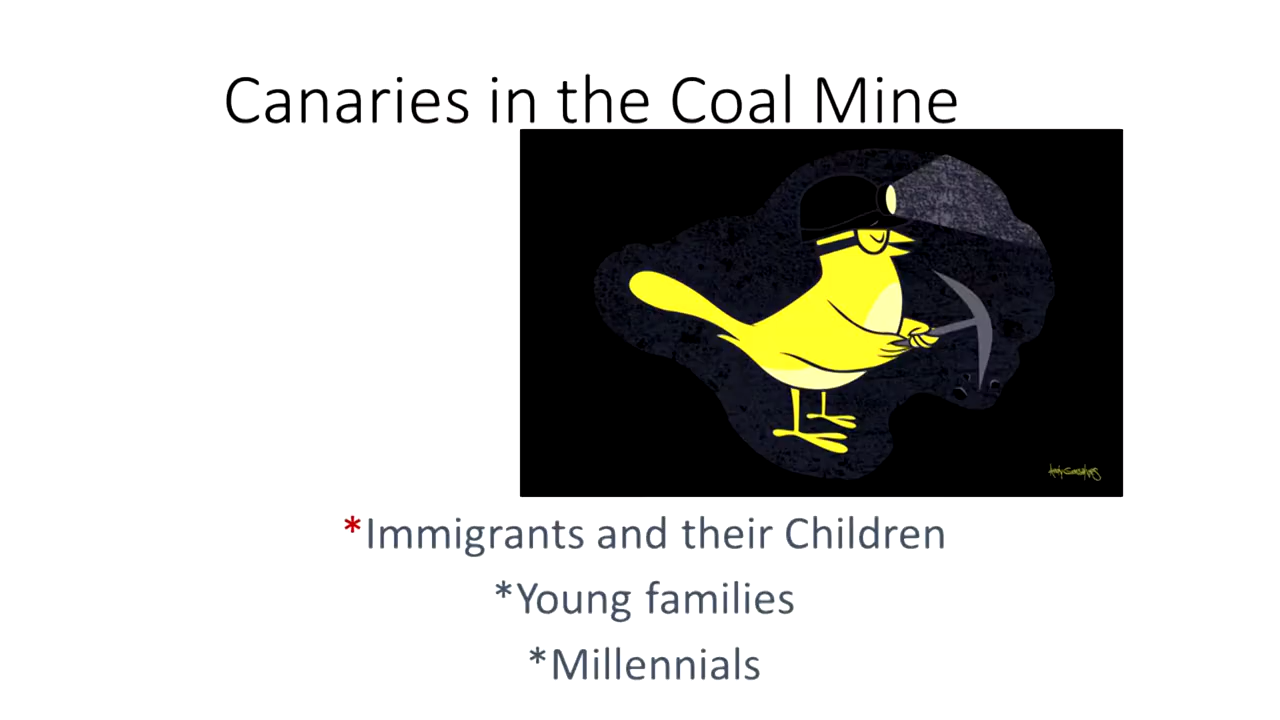 Canaries in the Coal Mine
*Immigrants and their Children
*Young families
*Millennials